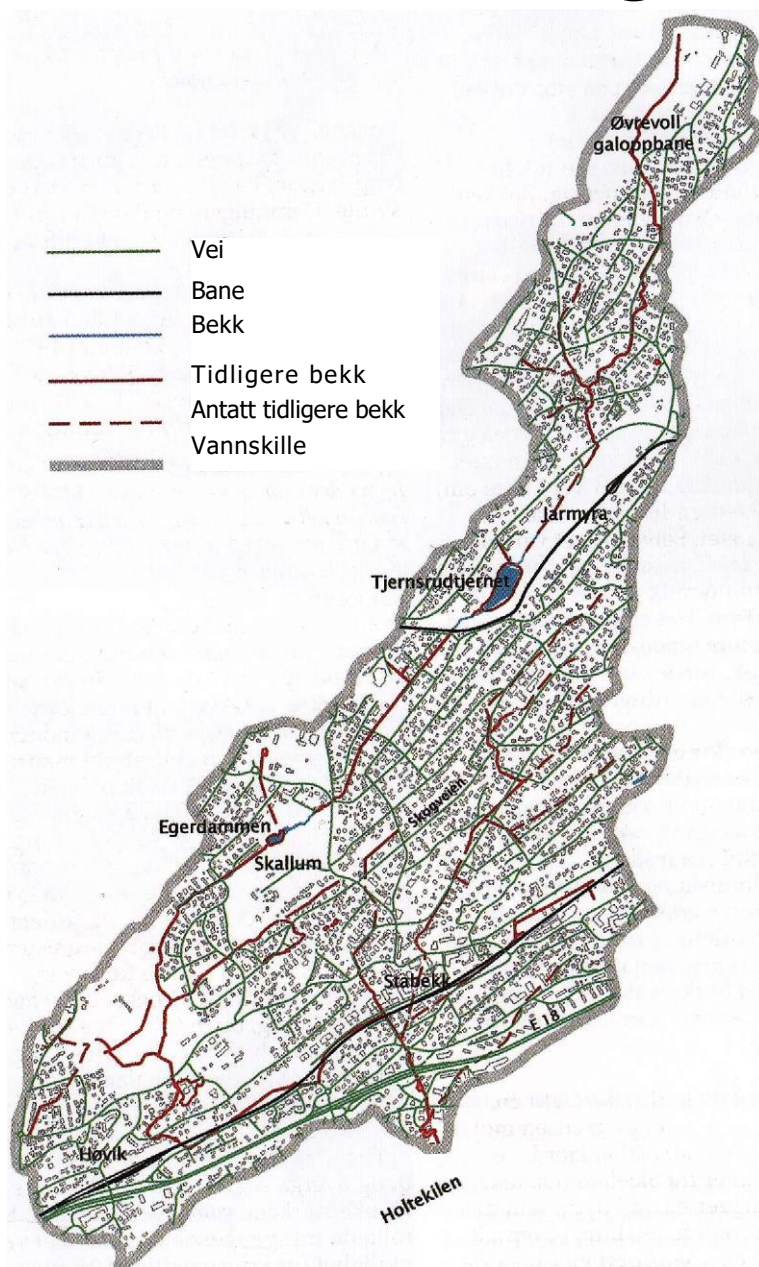 Øvrevoll
galoppbane
Vei
Bane
Bekk
Tidligere bekk
Antatt tidligere bekk
Vannskille
Jarmyra
Tjernsrudtjernet
Skogveien
Egerdammen
Skallum
Stabekk
E 18
Høvik
Holtekilen